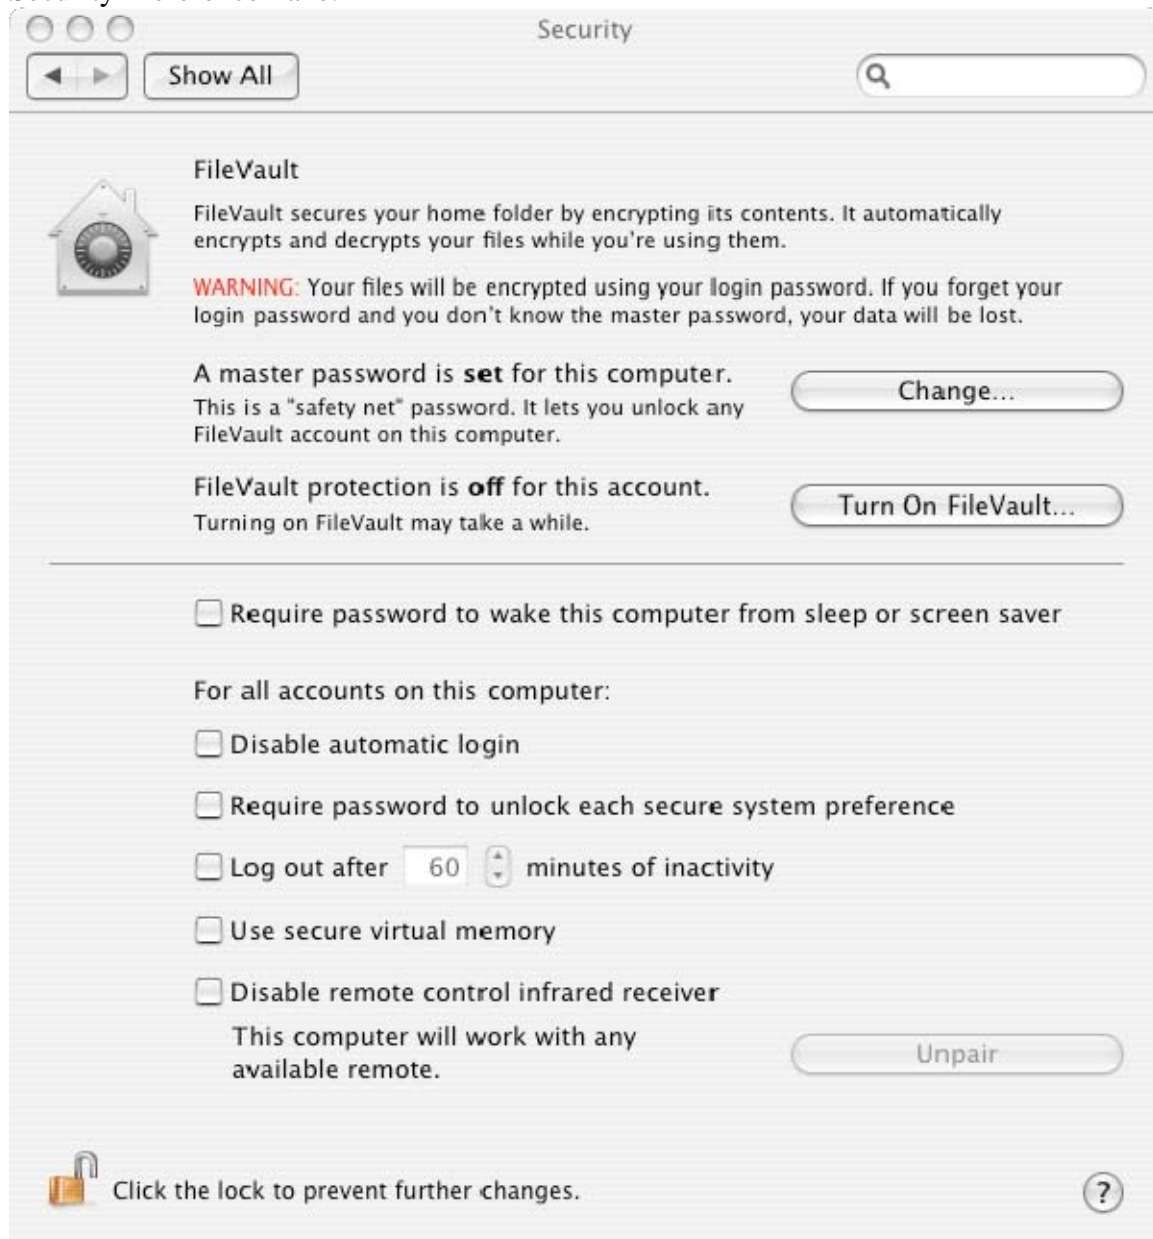 Security
Show All
FileVault
FileVault secures your home folder by encrypting its contents. It automatically
encrypts and decrypts your files while you're using them.
WARNING: Your files will be encrypted using your login password. If you forget your
login password and you don't know the master password, your data will be lost.
A master password is set for this computer.
Change...
This is a "safety net" password. It lets you unlock any
FileVault account on this computer.
FileVault protection is off for this account.
Turn On FileVault...
Turning on FileVault may take a while.
Require password to wake this computer from sleep or screen saver
For all accounts on this computer:
Disable automatic login
Require password to unlock each secure system preference
Log out after 60 minutes of inactivity
Use secure virtual memory
Disable remote control infrared receiver
This computer will work with any
available remote.
Unpair
Click the lock to prevent further changes.
?